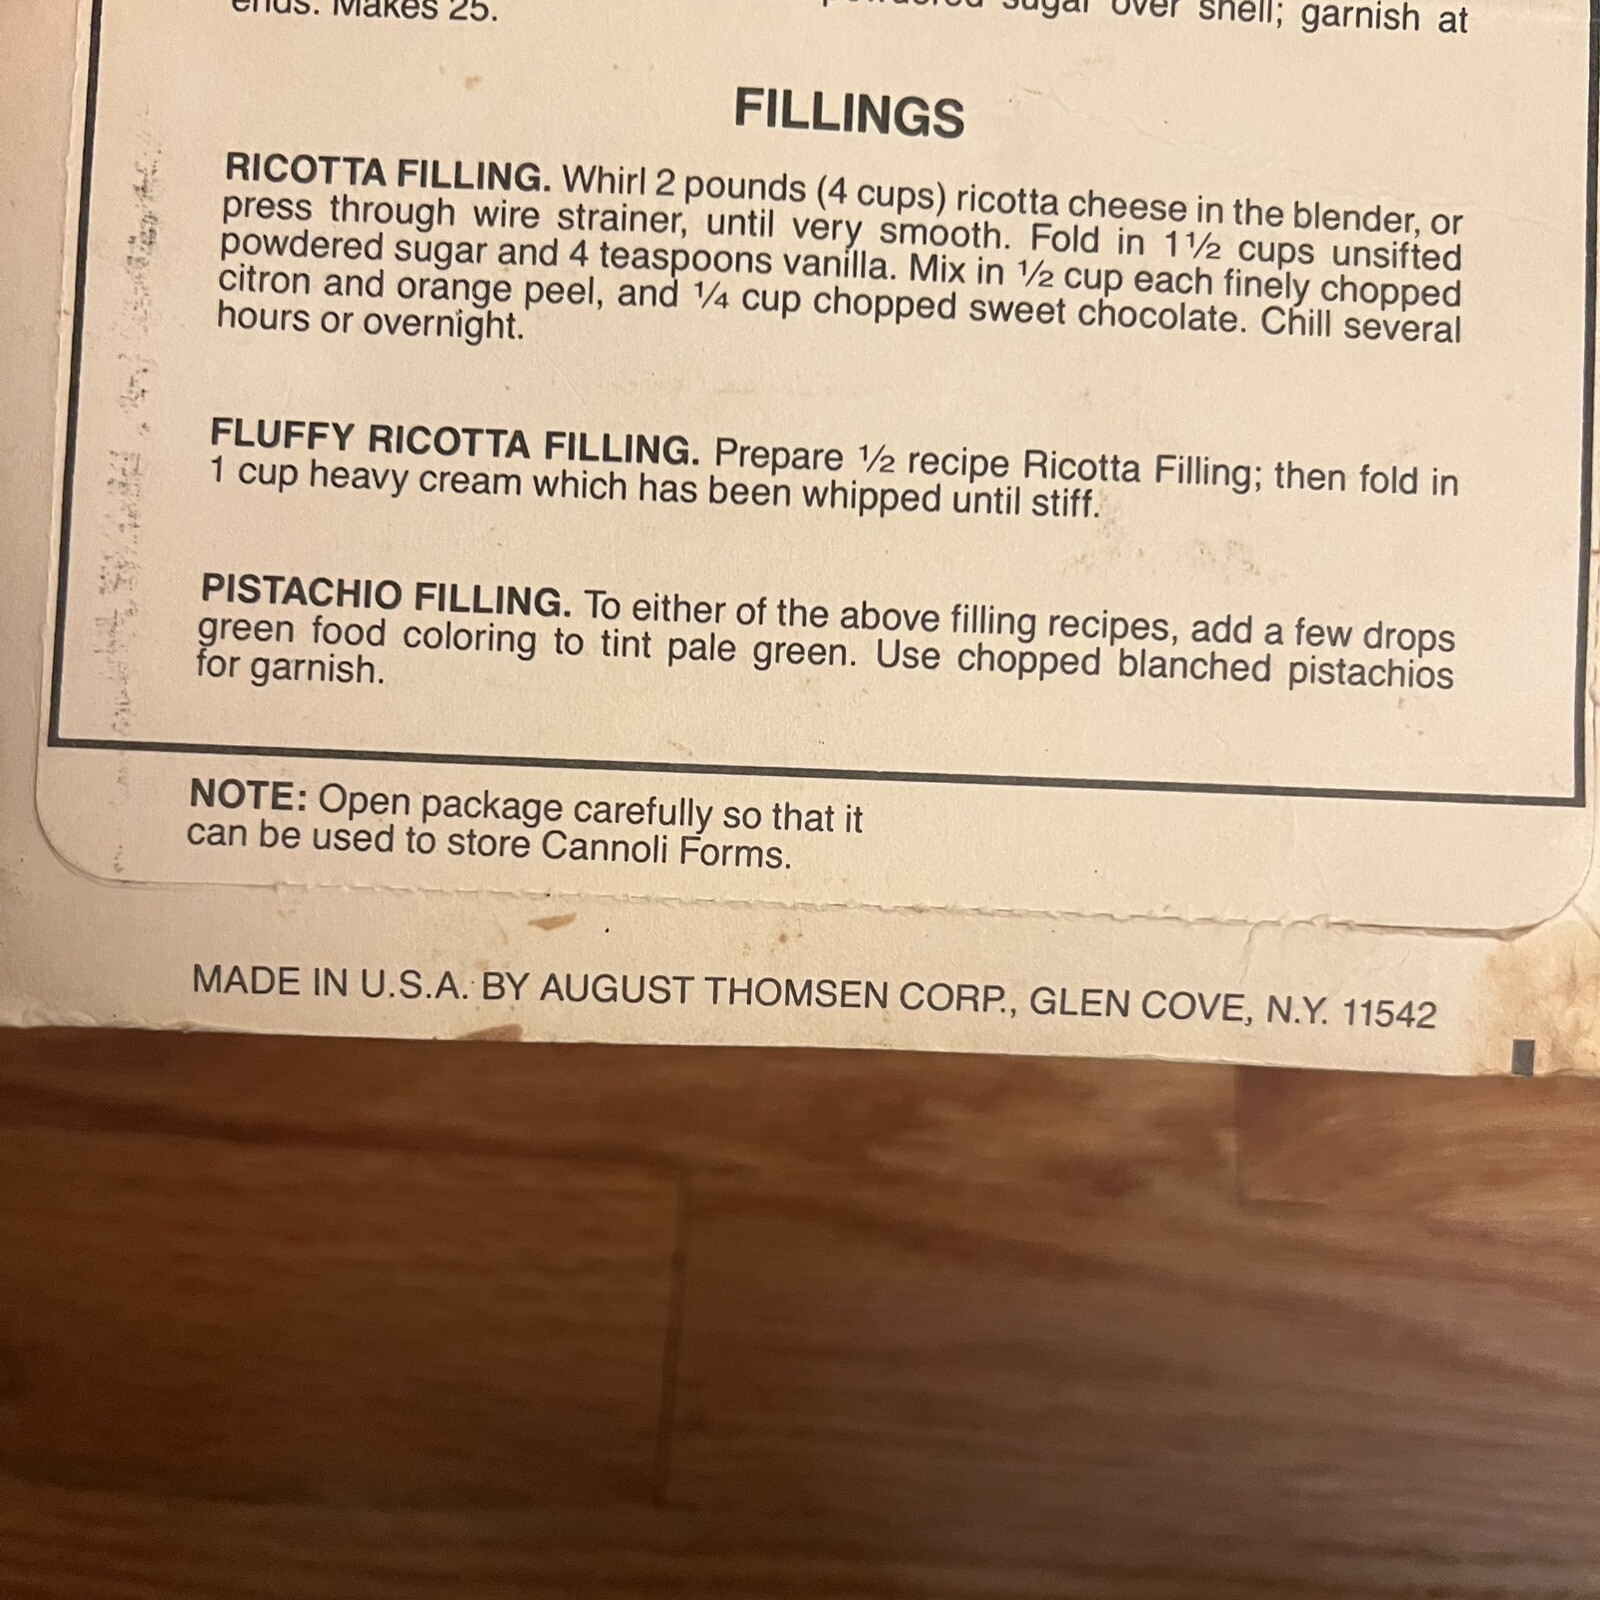 ends. Makes 25.
powdered sugar over shell; garnish at
FILLINGS
RICOTTA FILLING. Whirl 2 pounds (4 cups) ricotta cheese in the blender, or
press through wire strainer, until very smooth. Fold in 1½ cups unsifted
powdered sugar and 4 teaspoons vanilla. Mix in ½ cup each finely chopped
citron and orange peel, and ¼ cup chopped sweet chocolate. Chill several
hours or overnight.
FLUFFY RICOTTA FILLING. Prepare ½ recipe Ricotta Filling; then fold in
1 cup heavy cream which has been whipped until stiff.
PISTACHIO FILLING. To either of the above filling recipes, add a few drops
green food coloring to tint pale green. Use chopped blanched pistachios
for garnish.
NOTE: Open package carefully so that it
can be used to store Cannoli Forms.
MADE IN U.S.A. BY AUGUST THOMSEN CORP., GLEN COVE, N.Y. 11542